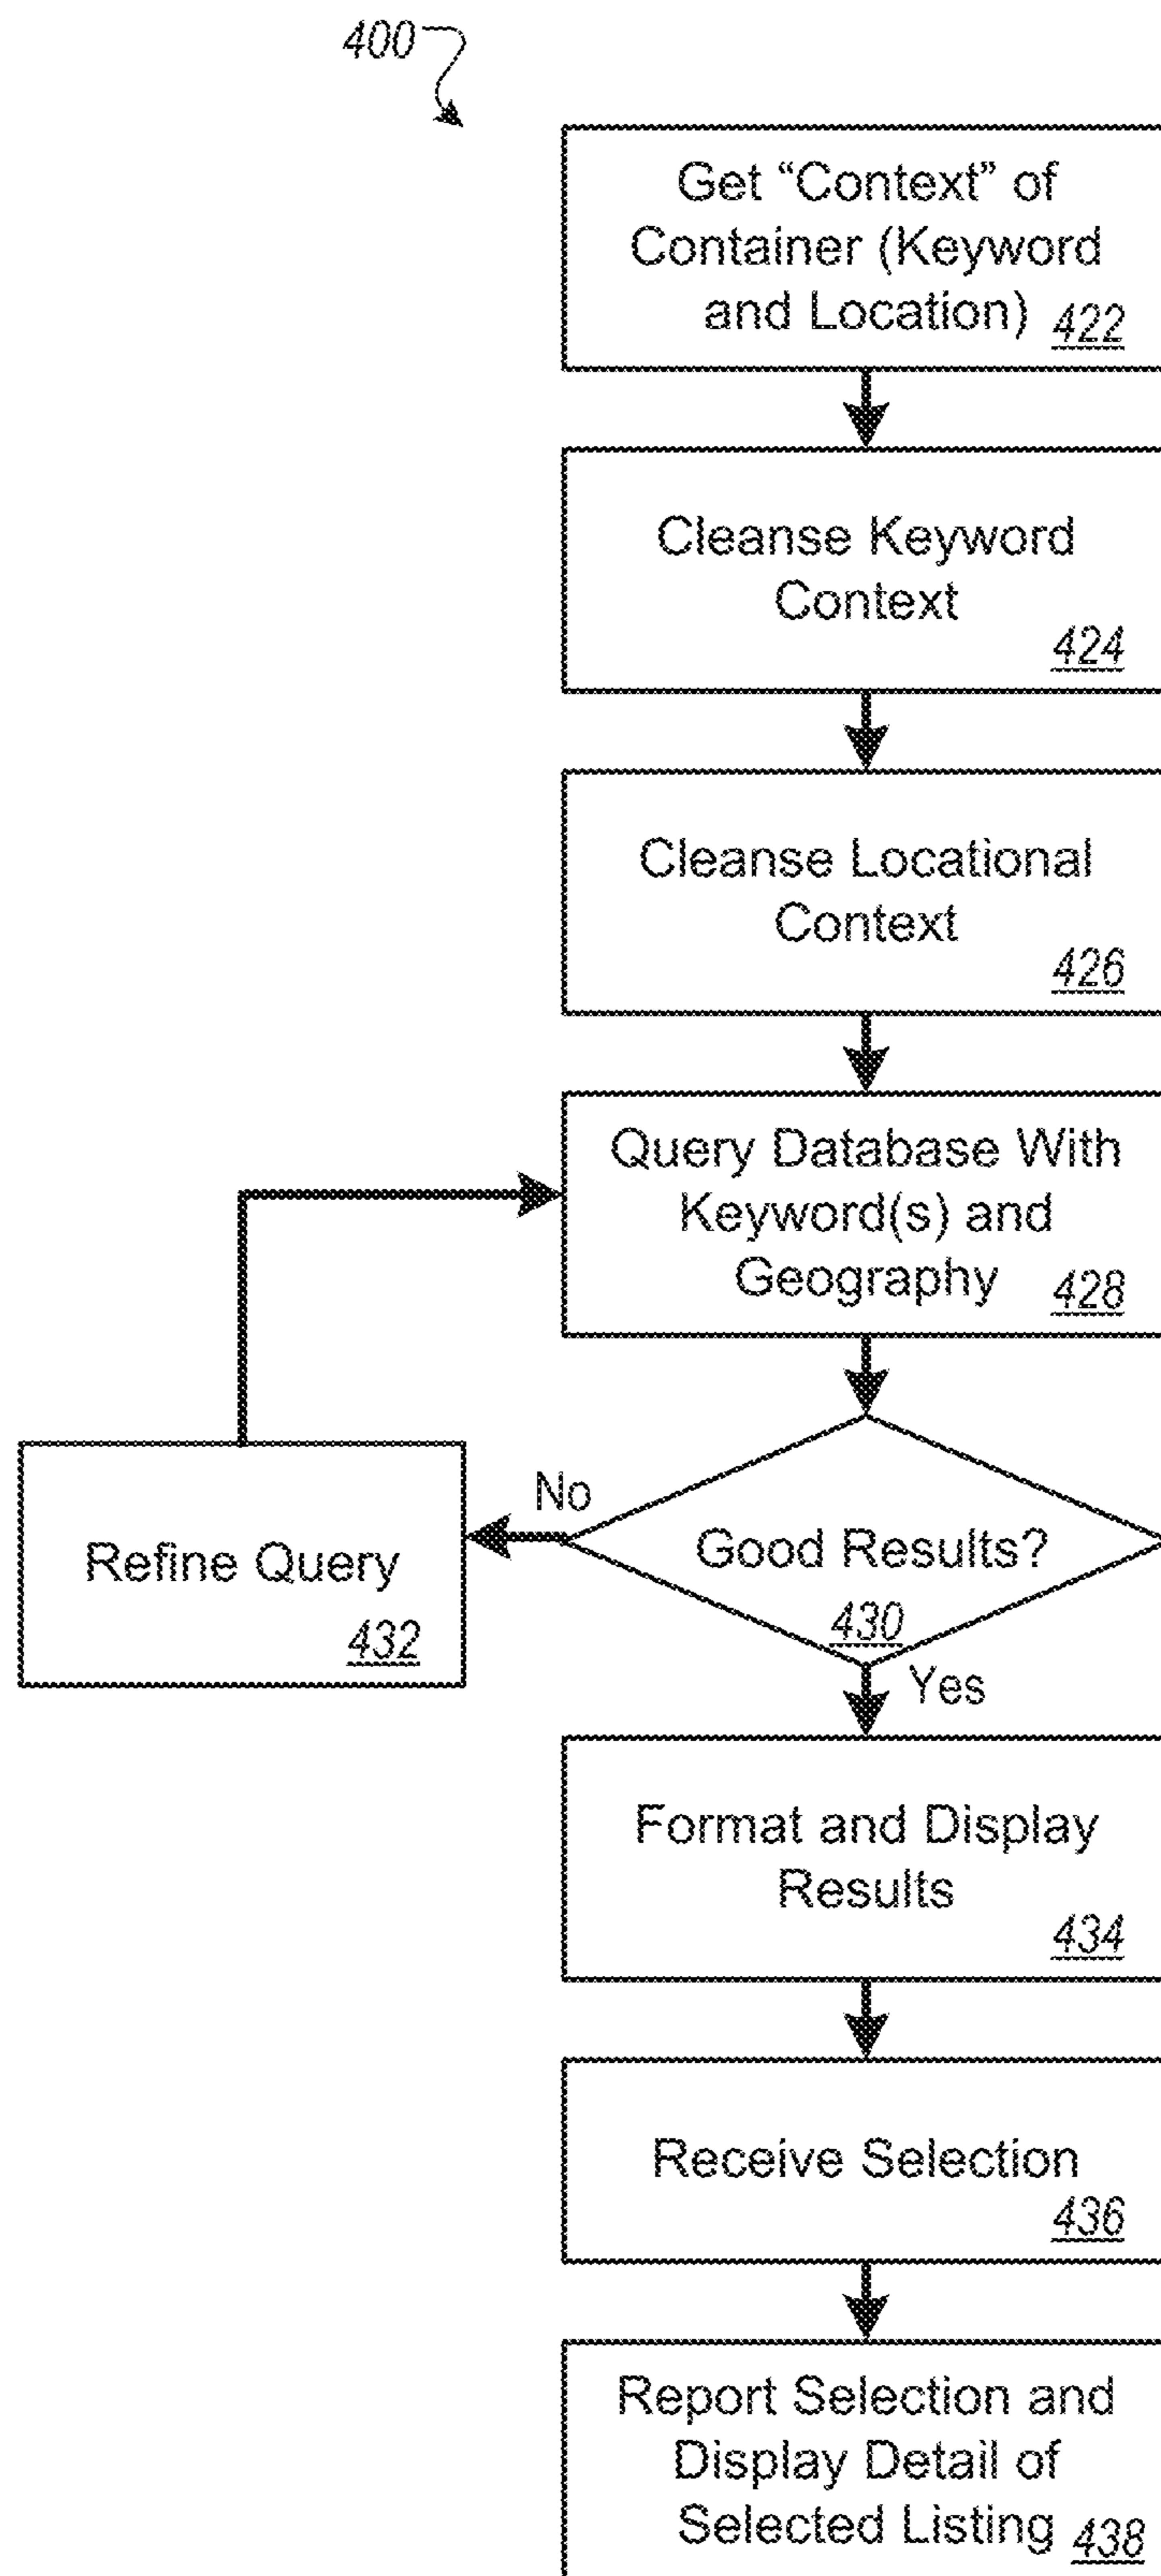 400
Get “Context” of
Container (Keyword
and Location) 422
Cleanse Keyword
Context
424
Cleanse Locational
Context
426
Query Database With
Keyword(s) and
Geography 428
No
Good Results?
430
Refine Query
432
Yes
Format and Display
Results
434
Receive Selection
436
Report Selection and
Display Detail of
Selected Listing 438